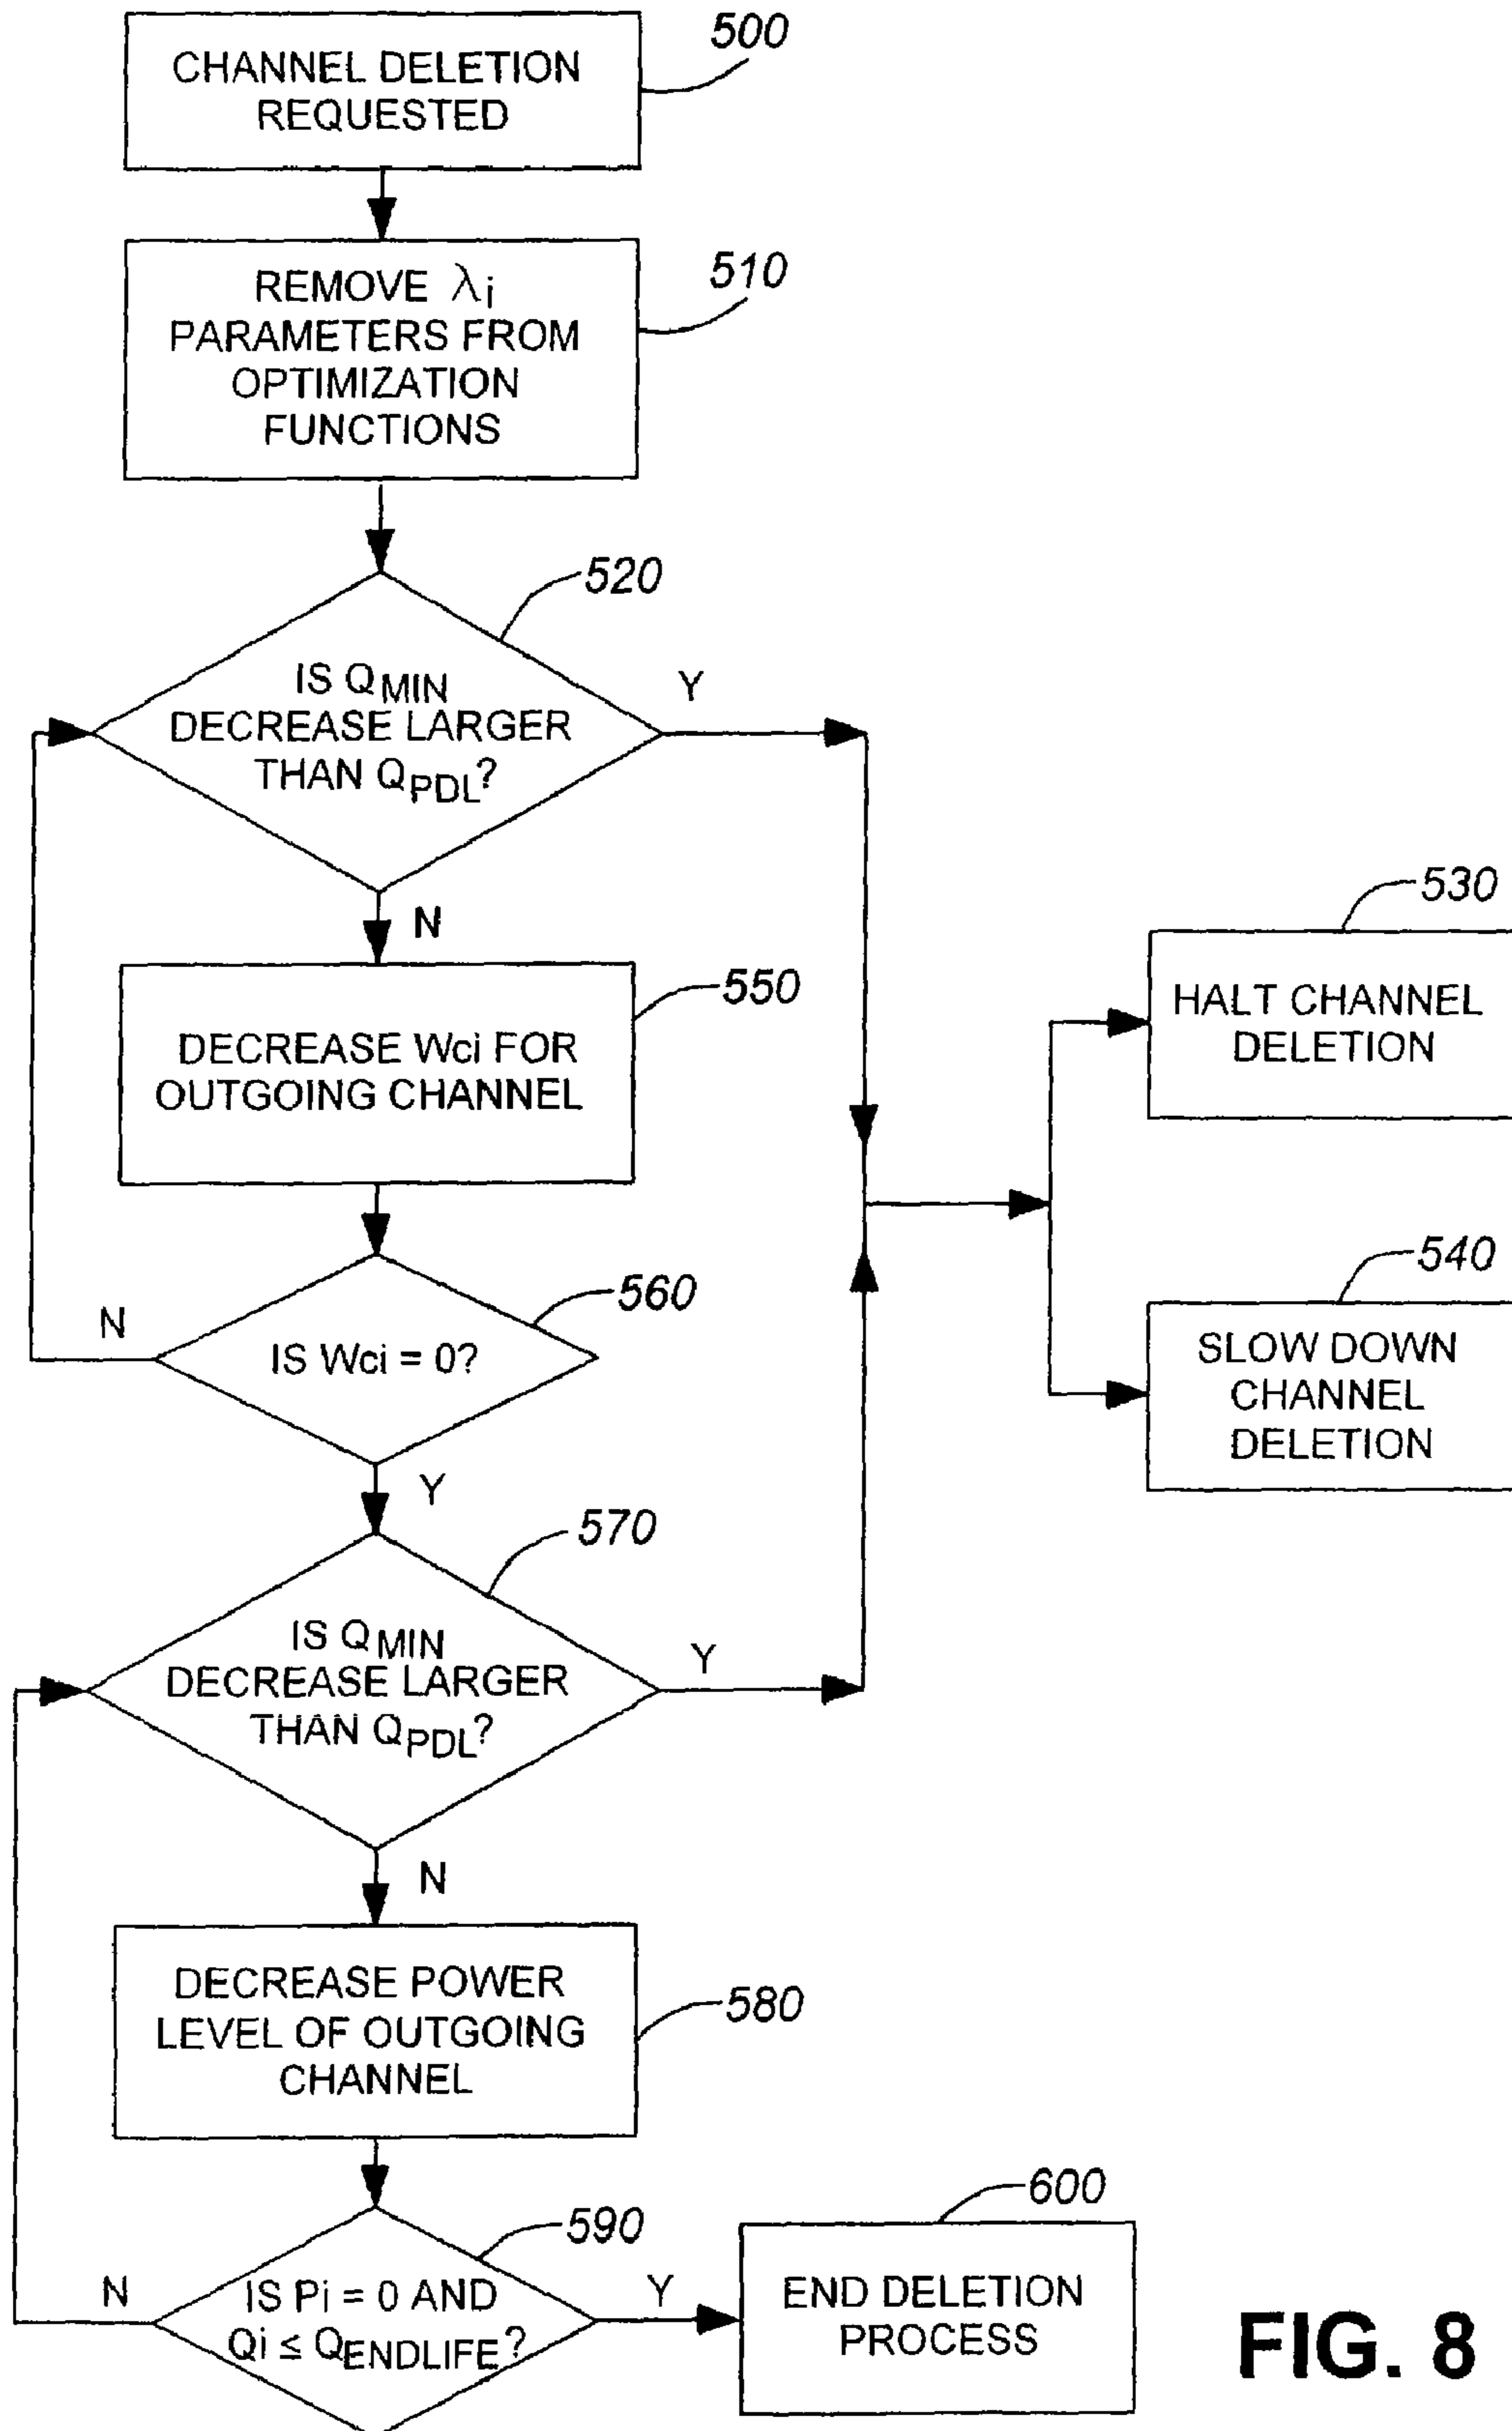 CHANNEL DELETION
REQUESTED
500
REMOVE λi
PARAMETERS FROM
OPTIMIZATION
FUNCTIONS
510
520
IS QMIN
DECREASE LARGER
THAN QPDL?
Y
N
530
HALT CHANNEL
DELETION
550
DECREASE Wci FOR
OUTGOING CHANNEL
540
SLOW DOWN
CHANNEL
DELETION
560
N
IS Wci = 0?
Y
570
IS QMIN
DECREASE LARGER
THAN QPDL?
Y
N
DECREASE POWER
LEVEL OF OUTGOING
CHANNEL
580
590
N
IS Pi = 0 AND
Qi ≤ QENDLIFE?
Y
600
END DELETION
PROCESS
FIG. 8